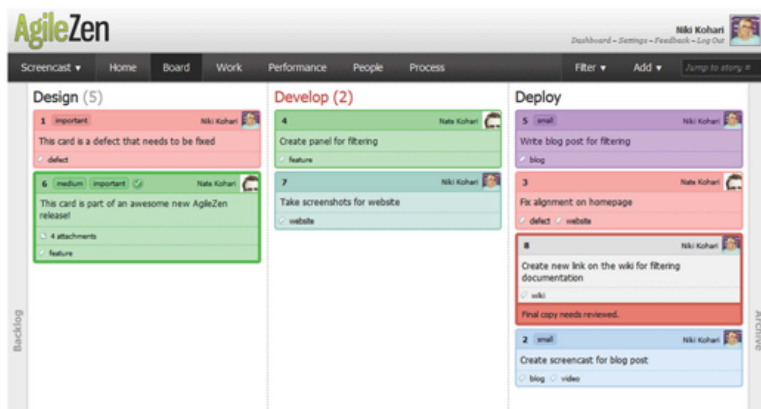 AgileZen
Niki Kohari
Dashboard - Settings - Feedback - Log Out
Screencast ▾ Home Board Work Performance People Process Filter ▾ Add ▾ Jump to story #
Backlog
Design (5)
1 important Niki Kohari
This card is a defect that needs to be fixed
defect
6 medium important Nate Kohari
This card is part of an awesome new AgileZen
release!
4 attachments
feature
Develop (2)
4 Nate Kohari
Create panel for filtering
feature
7 Niki Kohari
Take screenshots for website
website
Deploy
5 small Niki Kohari
Write blog post for filtering
blog
3 Nate Kohari
Fix alignment on homepage
defect website
8 Niki Kohari
Create new link on the wiki for filtering
documentation
wiki
Final copy needs reviewed.
2 small Niki Kohari
Create screencast for blog post
blog video
Archive